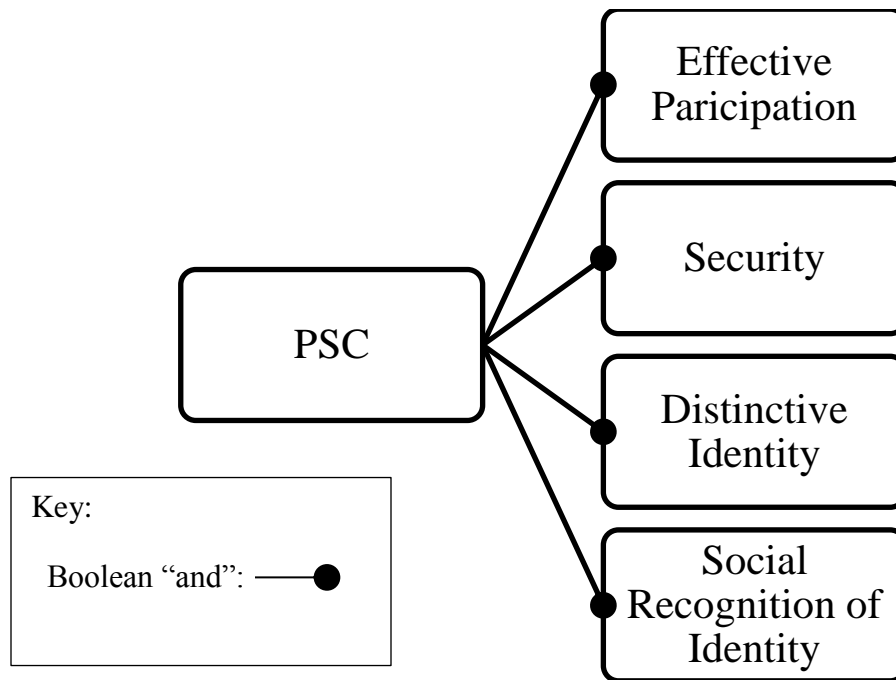 Effective
Paricipation
Security
PSC
Distinctive
Identity
Key:
Boolean “and”:
Social
Recognition of
Identity